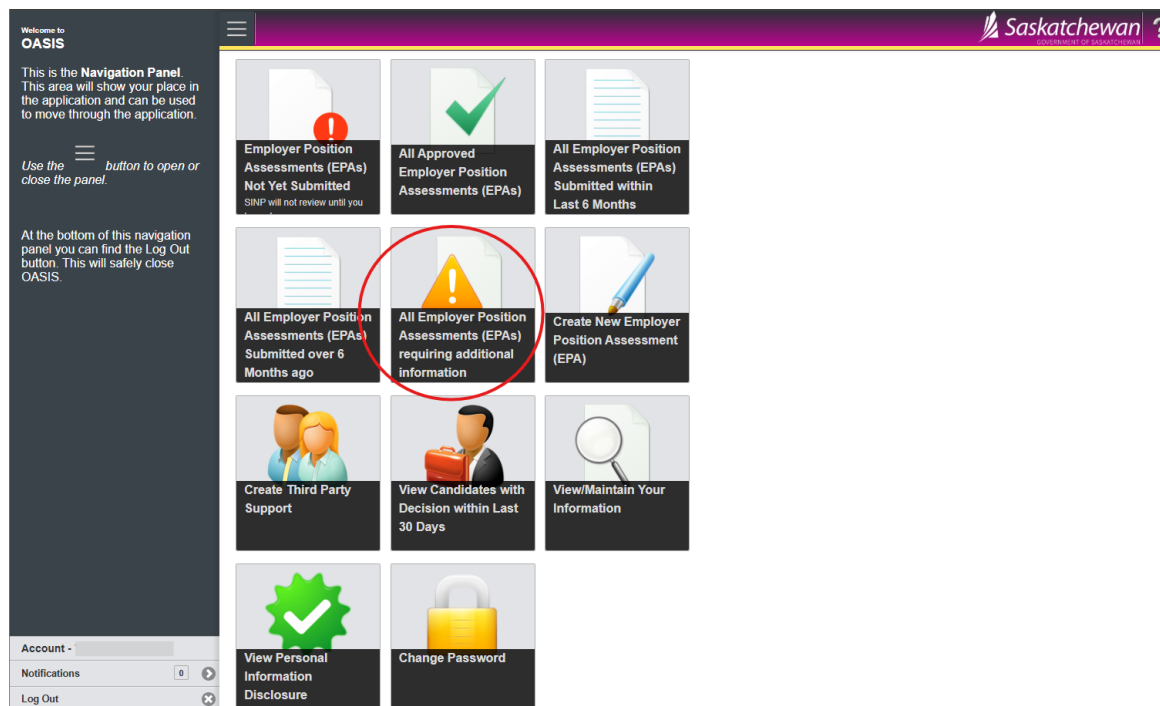 Welcome to
OASIS
This is the Navigation Panel.
This area will show your place in
the application and can be used
to move through the application.
Use the button to open or
close the panel.
At the bottom of this navigation
panel you can find the Log Out
button. This will safely close
OASIS.
Account -
Notifications 0
Log Out
Saskatchewan ?
GOVERNMENT OF SASKATCHEWAN
Employer Position
Assessments (EPAs)
Not Yet Submitted
SINP will not review until you
All Approved
Employer Position
Assessments (EPAs)
All Employer Position
Assessments (EPAs)
Submitted within
Last 6 Months
All Employer Position
Assessments (EPAs)
Submitted over 6
Months ago
All Employer Position
Assessments (EPAs)
requiring additional
information
Create New Employer
Position Assessment
(EPA)
Create Third Party
Support
View Candidates with
Decision within Last
30 Days
View/Maintain Your
Information
View Personal
Information
Disclosure
Change Password